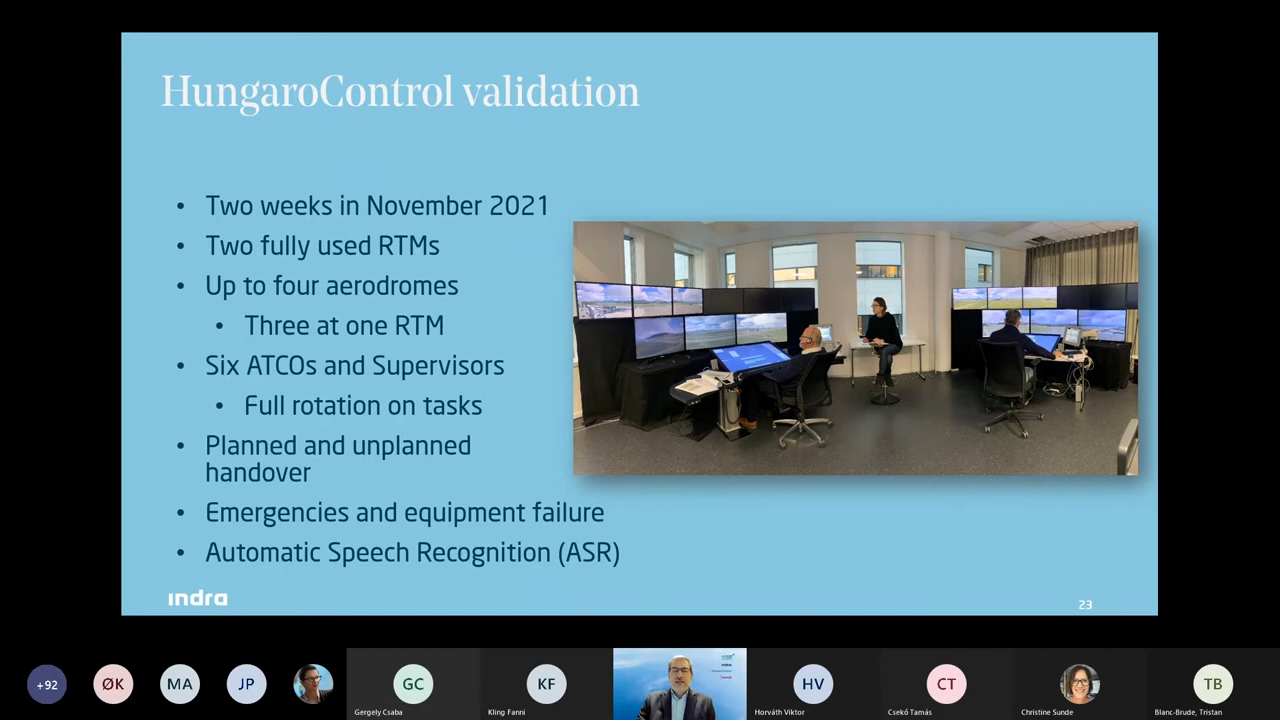 HungaroControl validation
• Two weeks in November 2021
• Two fully used RTMs
• Up to four aerodromes
• Three at one RTM
• Six ATCOs and Supervisors
• Full rotation on tasks
• Planned and unplanned
handover
• Emergencies and equipment failure
• Automatic Speech Recognition (ASR)
indra
23
+92
ØK
MA
JP
GC
KF
HV
CT
TB
Gergely Csaba
Kling Fanni
Horváth Viktor
Csekő Tamás
Christine Sunde
Blanc-Brude, Tristan